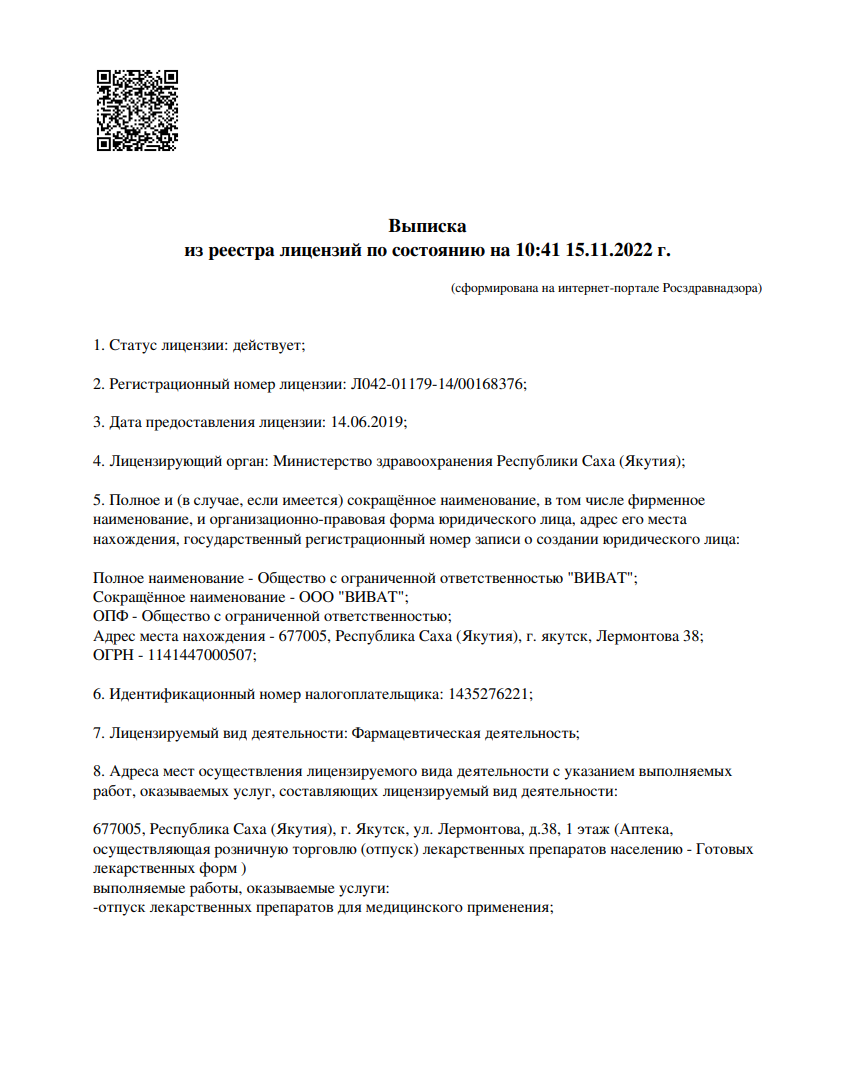 Выписка
из реестра лицензий по состоянию на 10:41 15.11.2022 г.
(сформирована на интернет-портале Росздравнадзора)
1. Статус лицензии: действует;
2. Регистрационный номер лицензии: Л042-01179-14/00168376;
3. Дата предоставления лицензии: 14.06.2019;
4. Лицензирующий орган: Министерство здравоохранения Республики Саха (Якутия);
5. Полное и (в случае, если имеется) сокращённое наименование, в том числе фирменное
наименование, и организационно-правовая форма юридического лица, адрес его места
нахождения, государственный регистрационный номер записи о создании юридического лица:
Полное наименование - Общество с ограниченной ответственностью "ВИВАТ";
Сокращённое наименование - ООО "ВИВАТ";
ОПФ - Общество с ограниченной ответственностью;
Адрес места нахождения - 677005, Республика Саха (Якутия), г. якутск, Лермонтова 38;
ОГРН - 1141447000507;
6. Идентификационный номер налогоплательщика: 1435276221;
7. Лицензируемый вид деятельности: Фармацевтическая деятельность;
8. Адреса мест осуществления лицензируемого вида деятельности с указанием выполняемых
работ, оказываемых услуг, составляющих лицензируемый вид деятельности:
677005, Республика Саха (Якутия), г. Якутск, ул. Лермонтова, д.38, 1 этаж (Аптека,
осуществляющая розничную торговлю (отпуск) лекарственных препаратов населению - Готовых
лекарственных форм )
выполняемые работы, оказываемые услуги:
-отпуск лекарственных препаратов для медицинского применения;